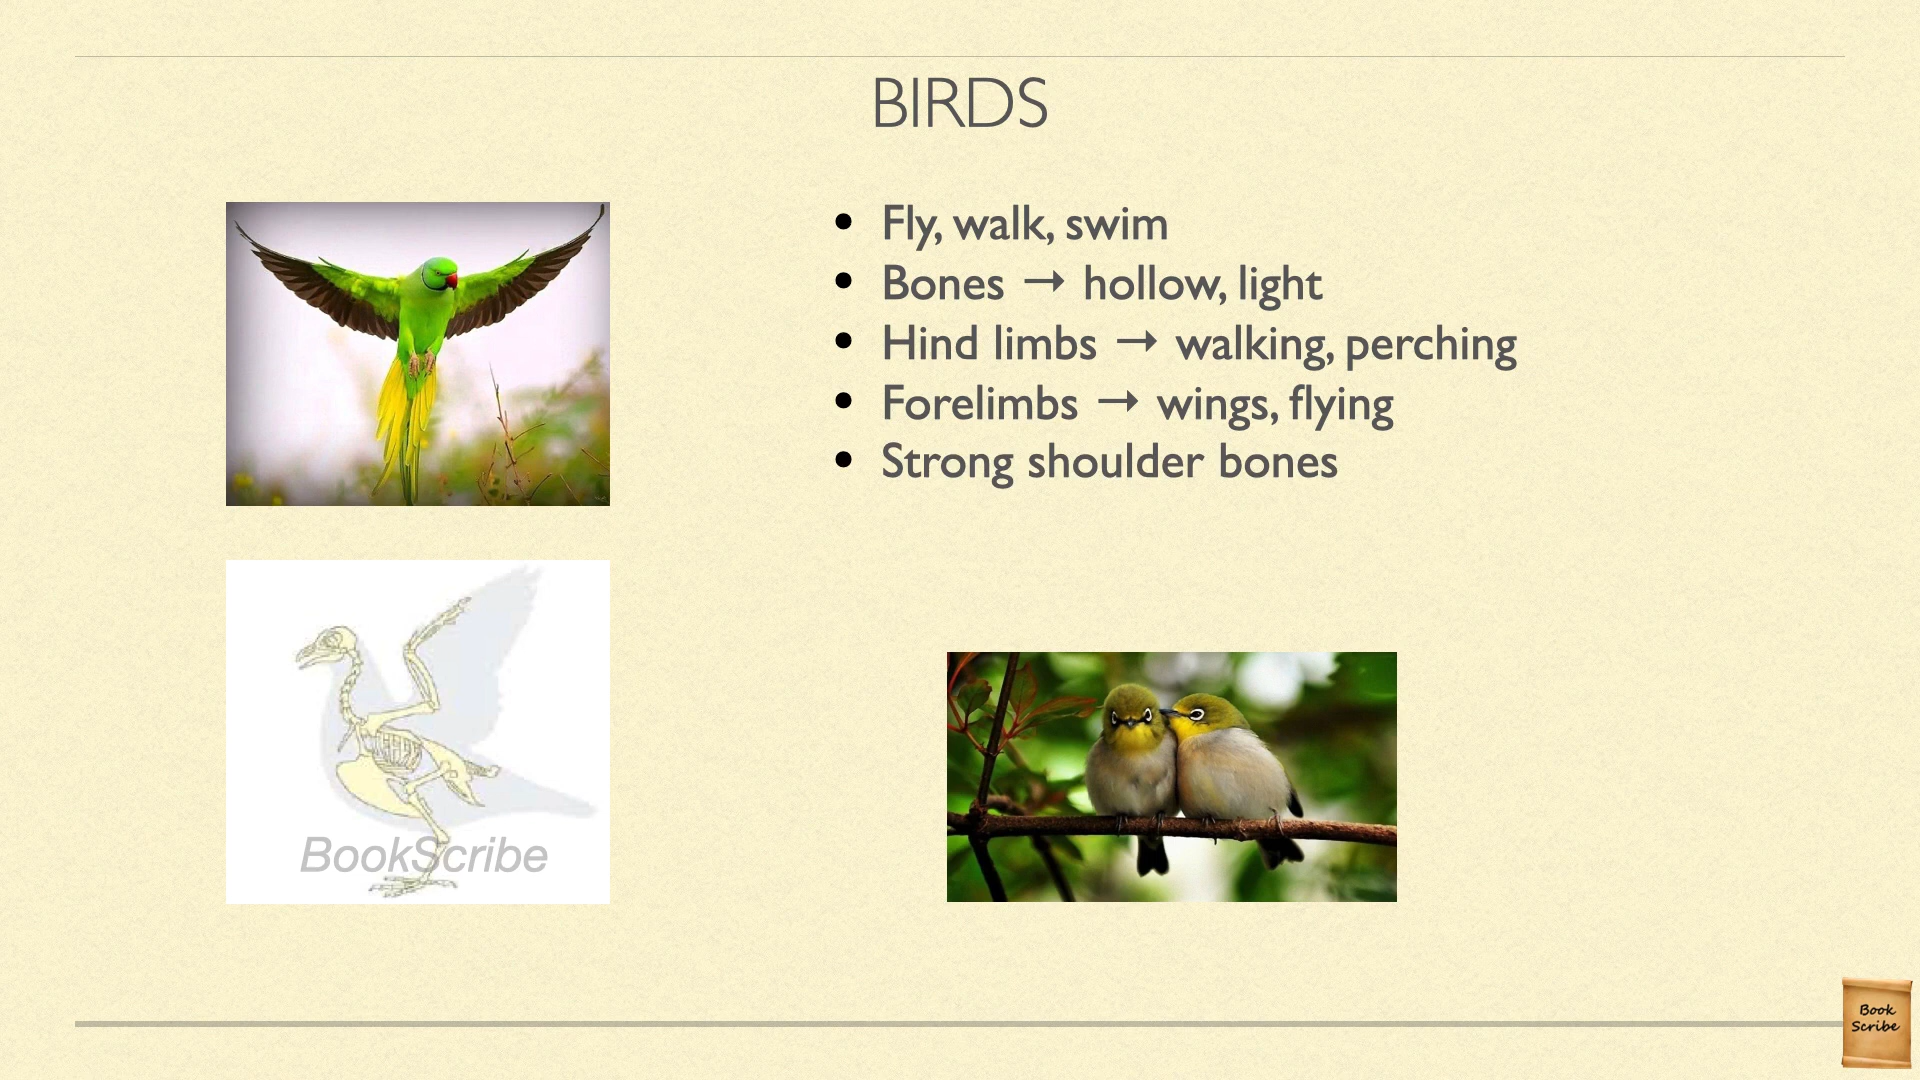 BIRDS
• Fly, walk, swim
• Bones → hollow, light
• Hind limbs → walking, perching
• Forelimbs → wings, flying
• Strong shoulder bones
BookScribe
Book
Scribe